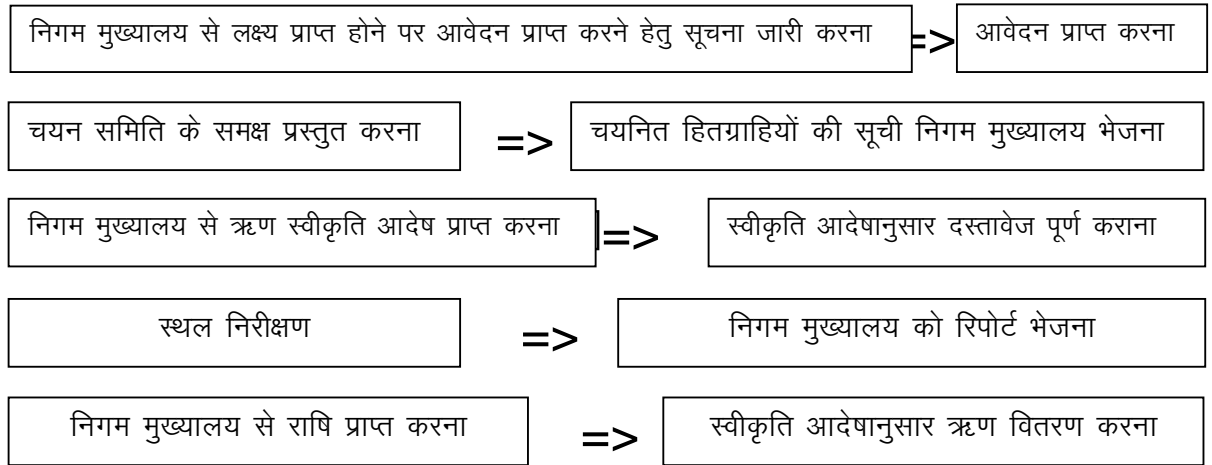 निगम मुख्यालय से लक्ष्य प्राप्त होने पर आवेदन प्राप्त करने हेतु सूचना जारी करना => आवेदन प्राप्त करना
चयन समिति के समक्ष प्रस्तुत करना => चयनित हितग्राहियों की सूची निगम मुख्यालय भेजना
निगम मुख्यालय से ऋण स्वीकृति आदेष प्राप्त करना => स्वीकृति आदेषानुसार दस्तावेज पूर्ण कराना
स्थल निरीक्षण => निगम मुख्यालय को रिपोर्ट भेजना
निगम मुख्यालय से राषि प्राप्त करना => स्वीकृति आदेषानुसार ऋण वितरण करना